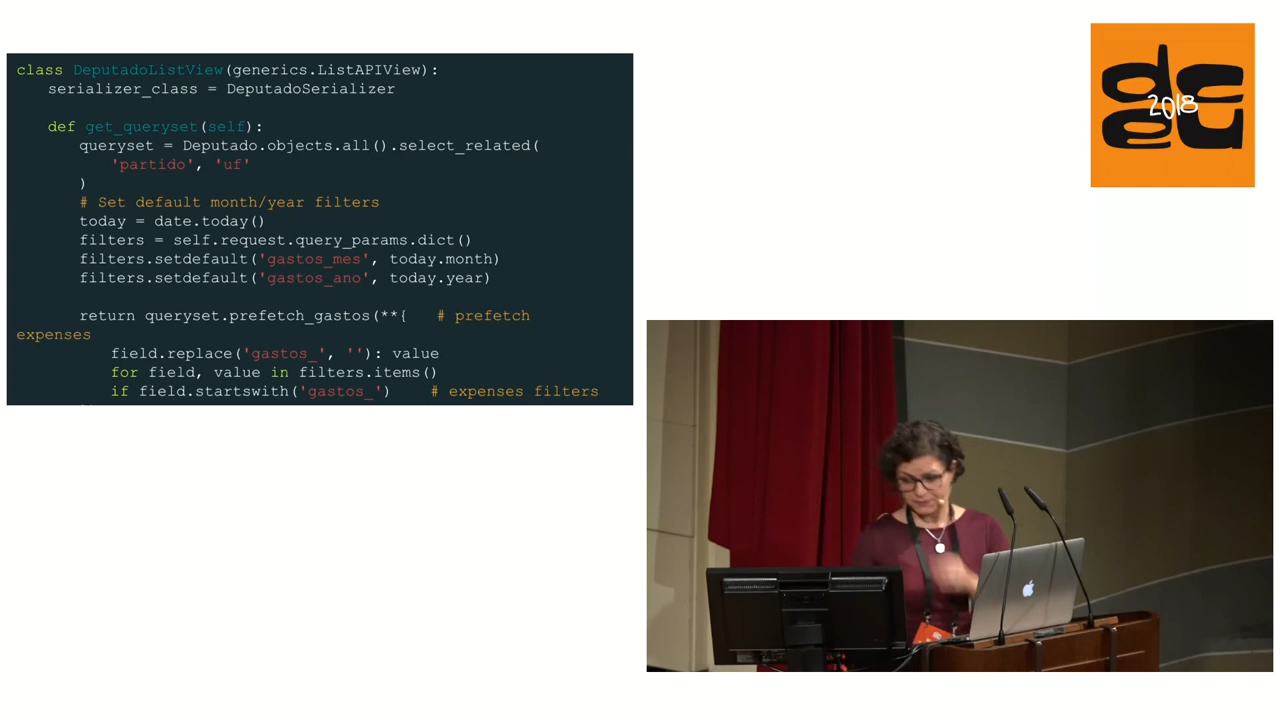 class DeputadoListView(generics.ListAPIView):
serializer_class = DeputadoSerializer
def get_queryset(self):
queryset = Deputado.objects.all().select_related(
'partido', 'uf'
)
# Set default month/year filters
today = date.today()
filters = self.request.query_params.dict()
filters.setdefault('gastos_mes', today.month)
filters.setdefault('gastos_ano', today.year)
return queryset.prefetch_gastos(**{ # prefetch
expenses
field.replace('gastos_', ''): value
for field, value in filters.items()
if field.startswith('gastos_') # expenses filters
dc
2018
eu